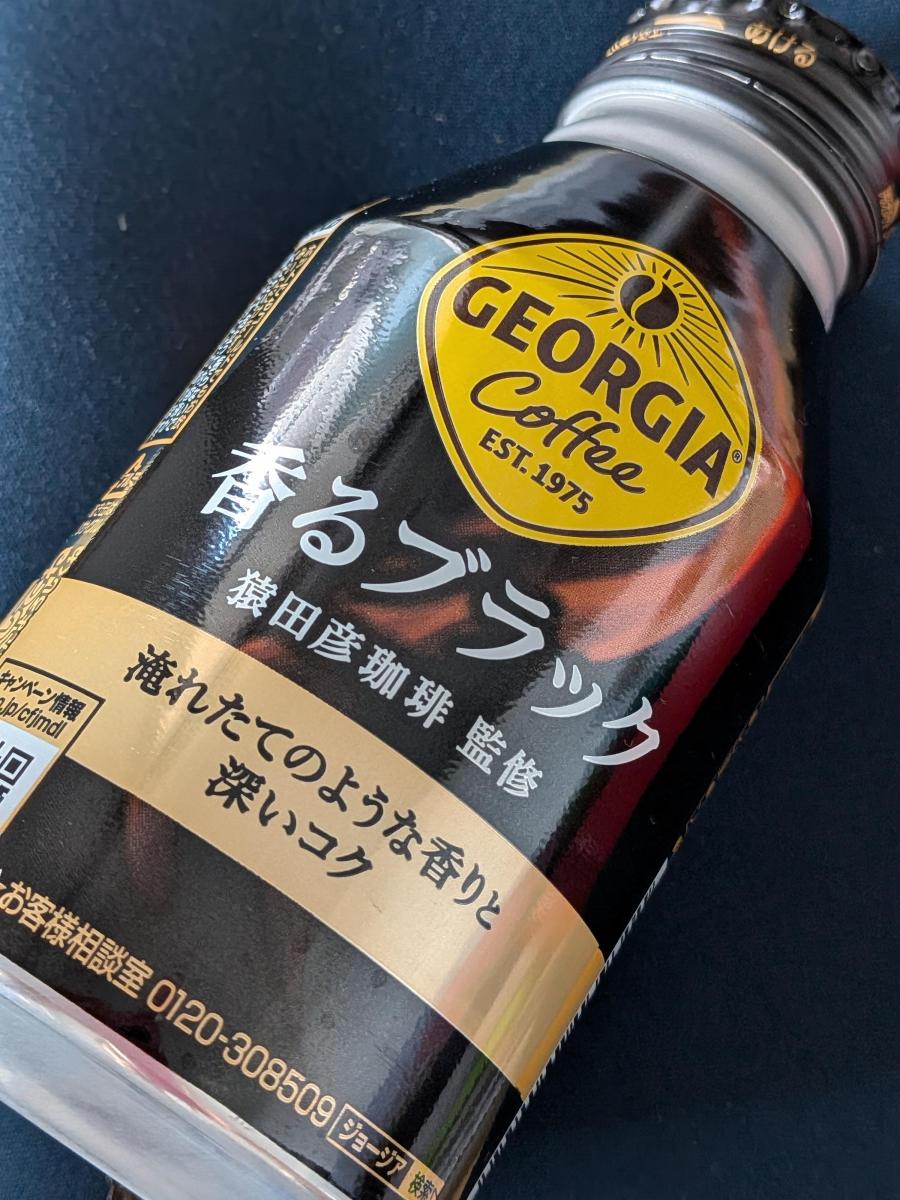 あける
GEORGIA®
Coffee
EST. 1975
香るブラック
猿田彦珈琲 監修
淹れたてのような香りと
深いコク
キャンペーン情報
.jp/cfjmdl
お客様相談室 0120-308509 ジョージア 検索